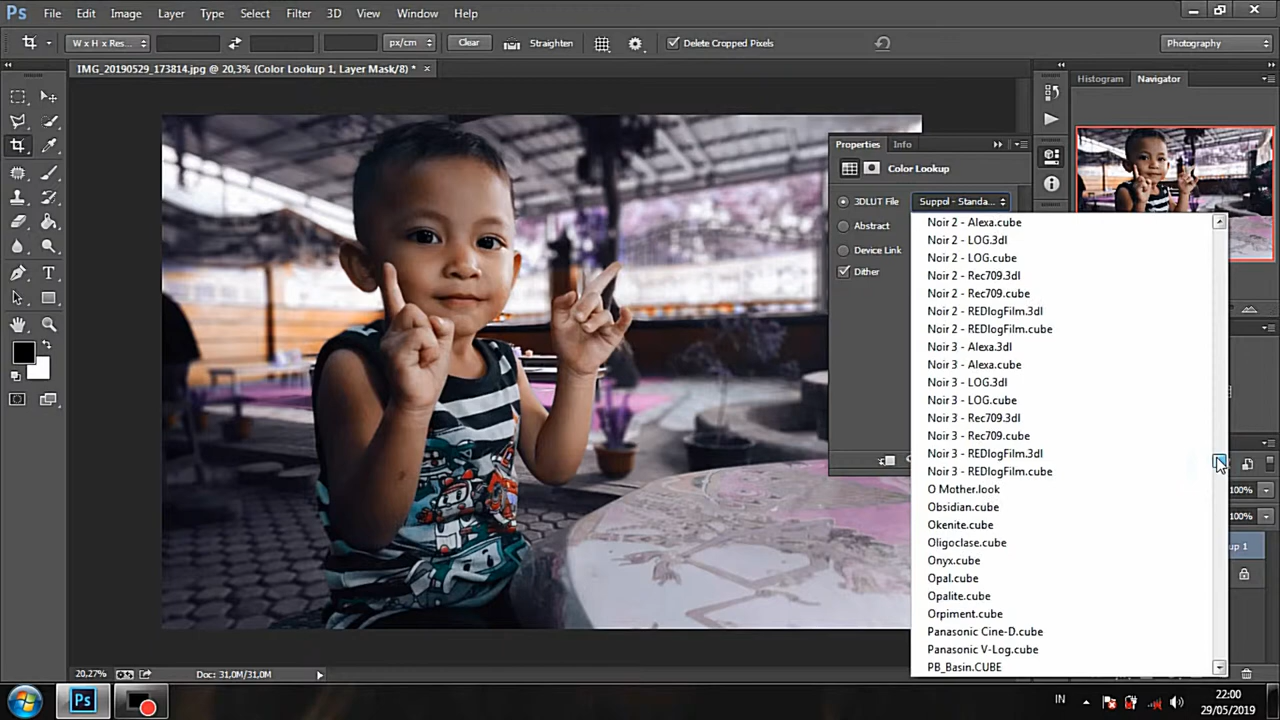 Ps File Edit Image Layer Type Select Filter 3D View Window Help
W x H x Res... px/cm Clear Straighten Delete Cropped Pixels Photography
IMG_20190529_173814.jpg @ 20,3% (Color Lookup 1, Layer Mask/8) * ×
Histogram Navigator
Properties Info
Color Lookup
3DLUT File Suppol - Standa...
Abstract
Device Link
Dither
Noir 2 - Alexa.cube
Noir 2 - LOG.3dl
Noir 2 - LOG.cube
Noir 2 - Rec709.3dl
Noir 2 - Rec709.cube
Noir 2 - REDlogFilm.3dl
Noir 2 - REDlogFilm.cube
Noir 3 - Alexa.3dl
Noir 3 - Alexa.cube
Noir 3 - LOG.3dl
Noir 3 - LOG.cube
Noir 3 - Rec709.3dl
Noir 3 - Rec709.cube
Noir 3 - REDlogFilm.3dl
Noir 3 - REDlogFilm.cube
O Mother.look
Obsidian.cube
Okenite.cube
Oligoclase.cube
Onyx.cube
Opal.cube
Opalite.cube
Orpiment.cube
Panasonic Cine-D.cube
Panasonic V-Log.cube
PB_Basin.CUBE
100%
100%
up 1
20,27% Doc: 31,0M/31,0M
Ps IN 22:00
29/05/2019